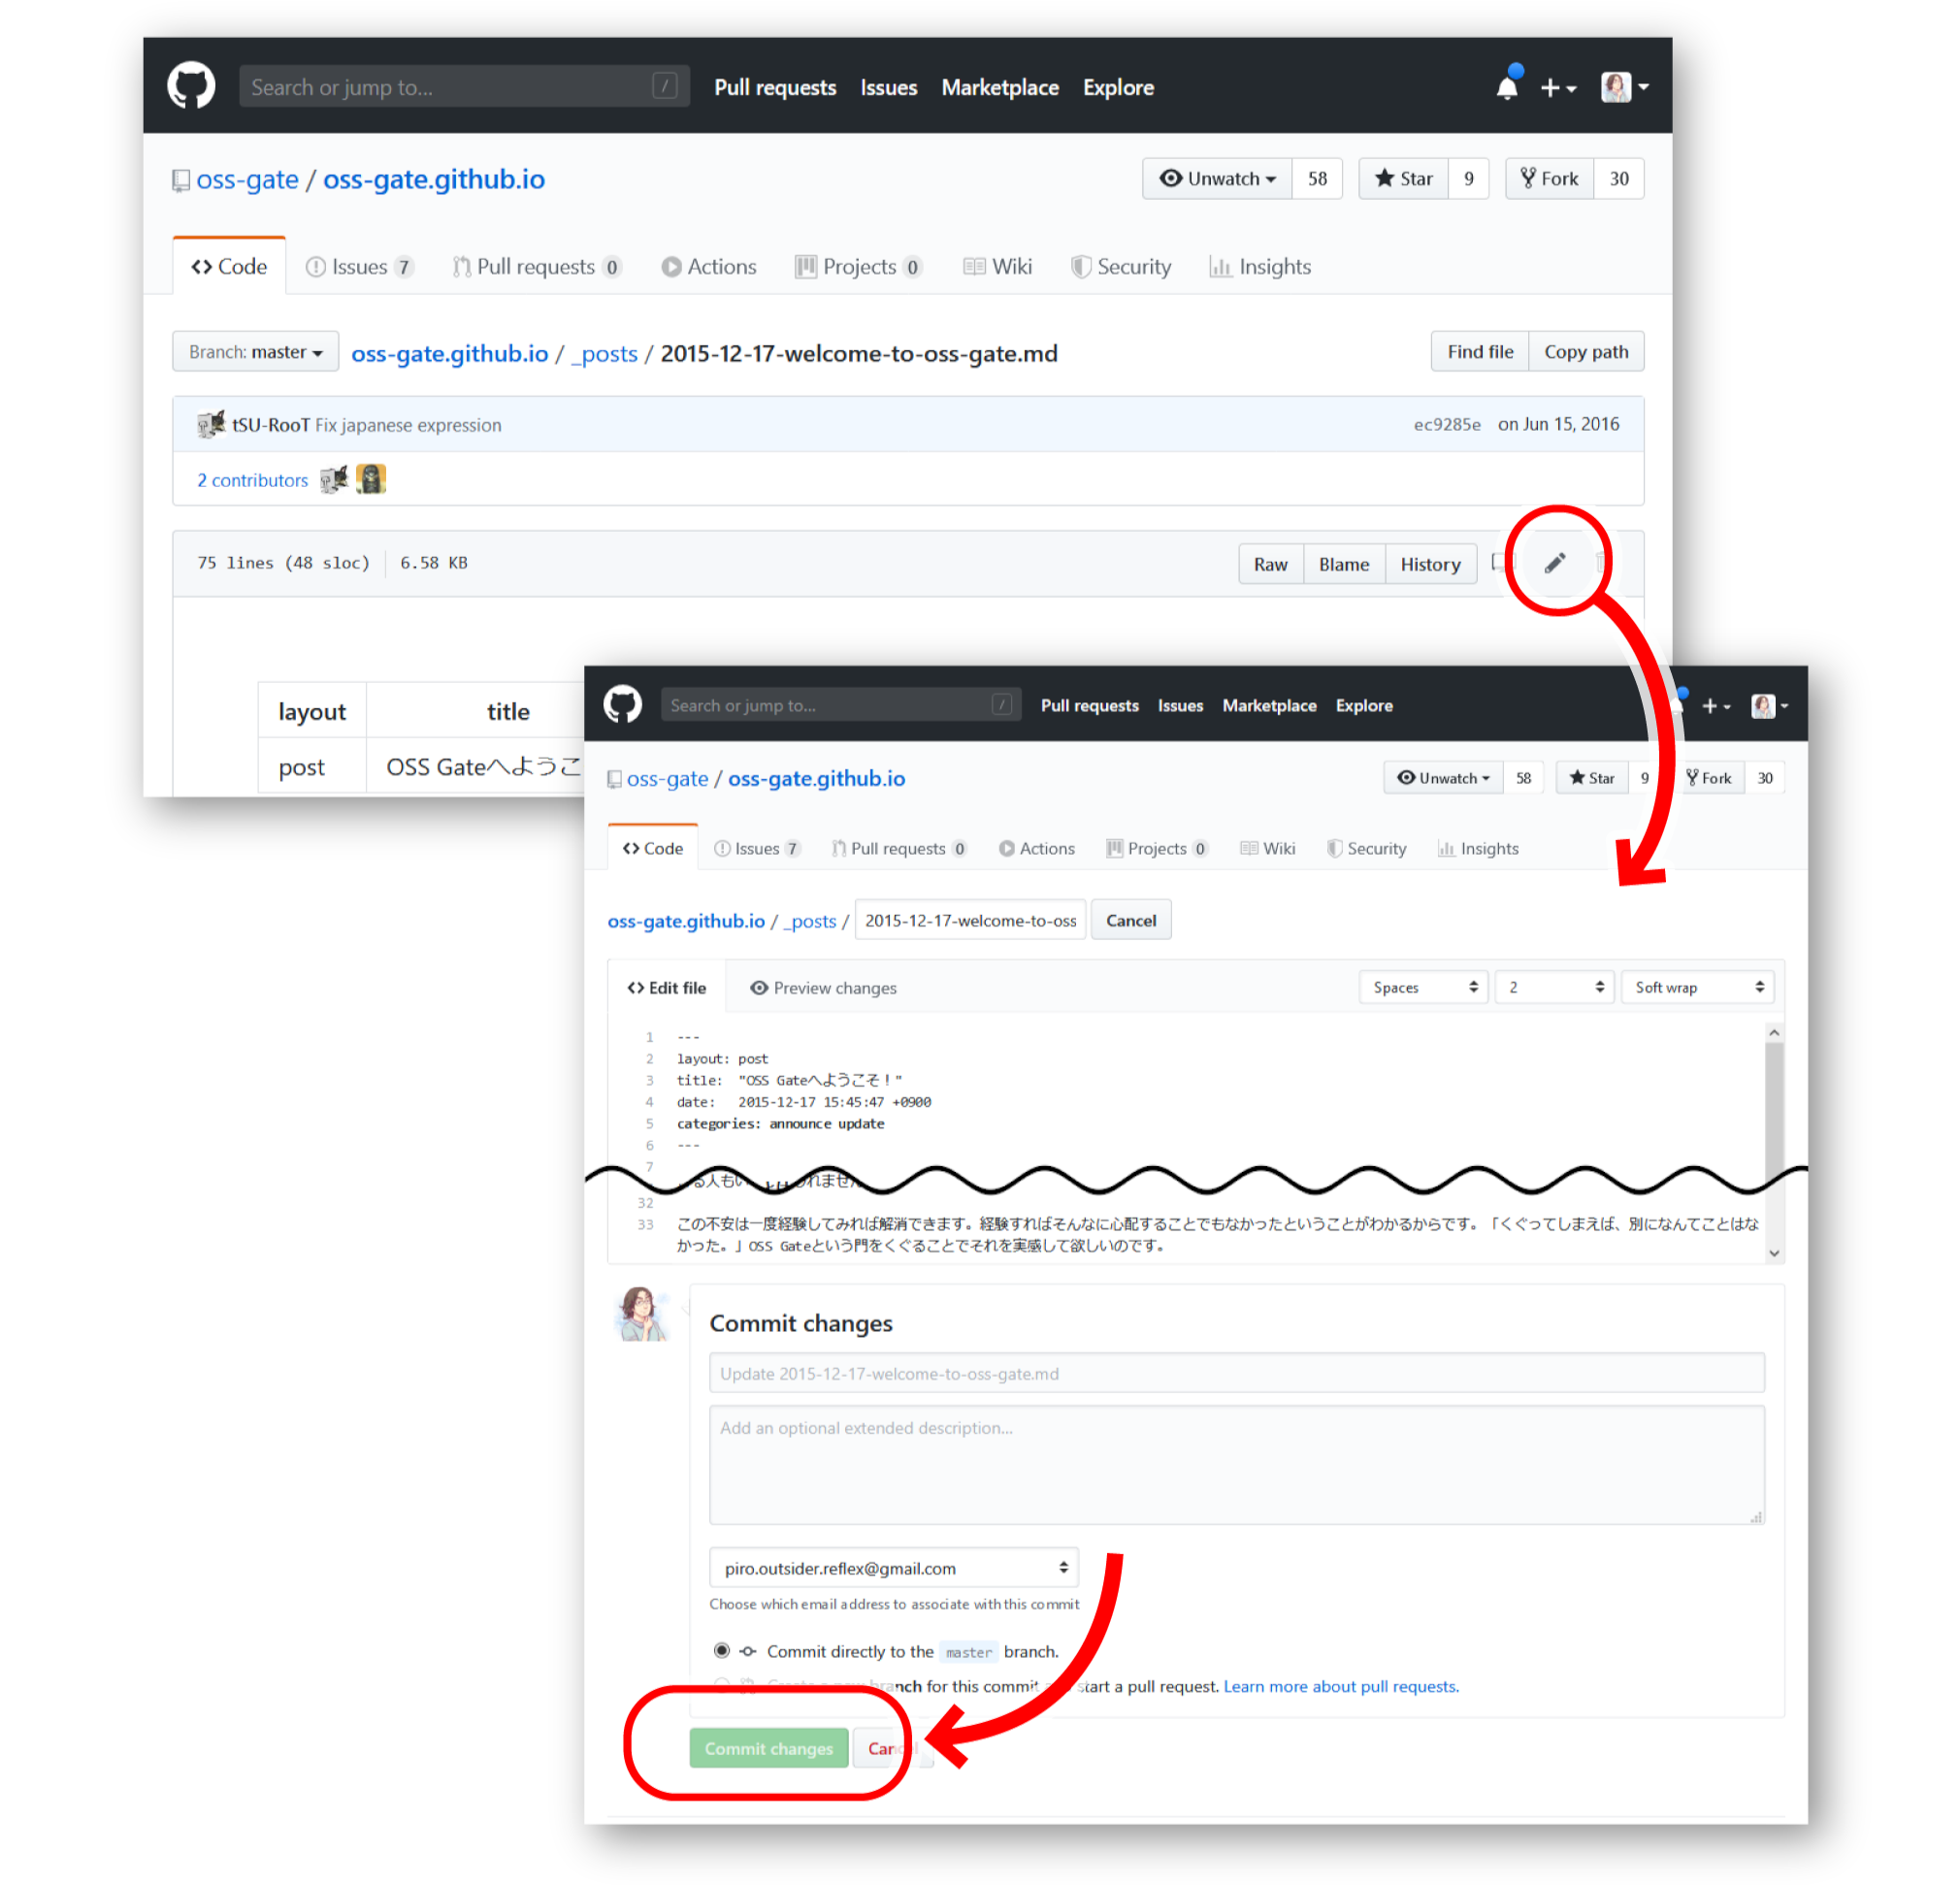 Search or jump to... / Pull requests Issues Marketplace Explore
oss-gate / oss-gate.github.io Unwatch 58 Star 9 Fork 30
Code Issues 7 Pull requests 0 Actions Projects 0 Wiki Security Insights
Branch: master oss-gate.github.io / _posts / 2015-12-17-welcome-to-oss-gate.md Find file Copy path
tSU-RooT Fix japanese expression ec9285e on Jun 15, 2016
2 contributors
75 lines (48 sloc) 6.58 KB Raw Blame History
layout title
post OSS Gateへようこ
Search or jump to... / Pull requests Issues Marketplace Explore
oss-gate / oss-gate.github.io Unwatch 58 Star 9 Fork 30
Code Issues 7 Pull requests 0 Actions Projects 0 Wiki Security Insights
oss-gate.github.io / _posts / 2015-12-17-welcome-to-oss Cancel
Edit file Preview changes Spaces 2 Soft wrap
1 ---
2 layout: post
3 title: "OSS Gateへようこそ！"
4 date: 2015-12-17 15:45:47 +0900
5 categories: announce update
6 ---
7
32
33 この不安は一度経験してみれば解消できます。経験すればそんなに心配することでもなかったということがわかるからです。「くぐってしまえば、別になんてことはな
かった。」OSS Gateという門をくぐることでそれを実感して欲しいのです。
Commit changes
Update 2015-12-17-welcome-to-oss-gate.md
Add an optional extended description...
piro.outsider.reflex@gmail.com
Choose which email address to associate with this commit
Commit directly to the master branch.
for this commit start a pull request. Learn more about pull requests.
Commit changes